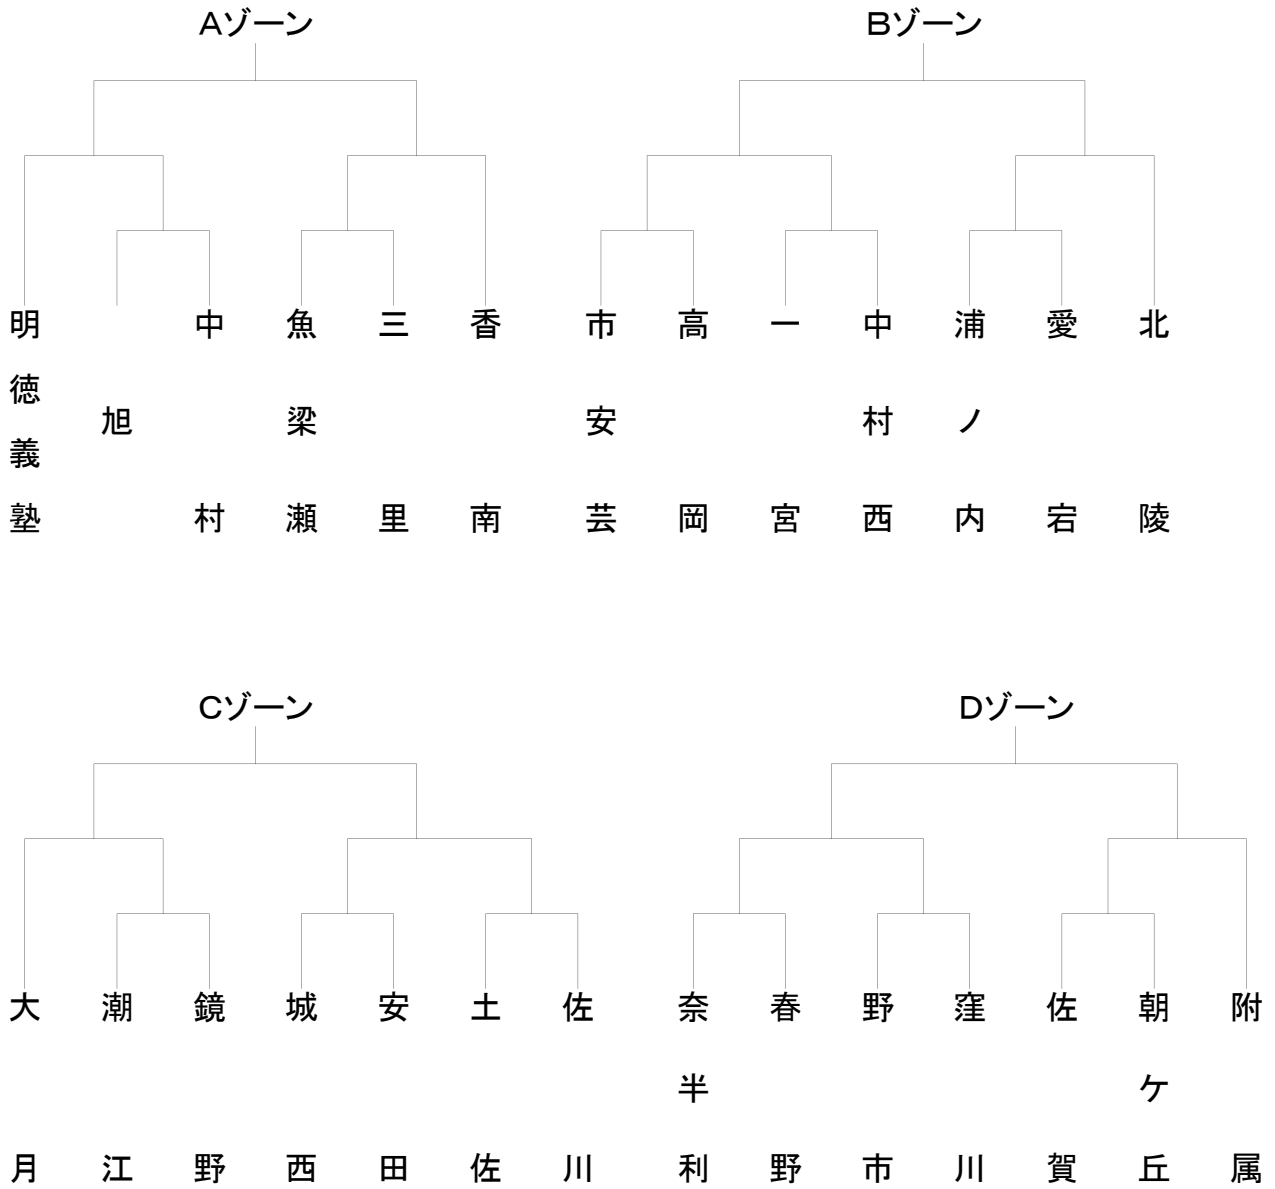 Aゾーン
Bゾーン
明徳義塾
旭
中村
魚梁瀬
三里
香南
市安芸
高岡
一宮
中村西
浦ノ内
愛宕
北陵
Cゾーン
Dゾーン
大月
潮江
鏡野
城西
安田
土佐
佐川
奈半利
春野
野市
窪川
佐賀
朝ケ丘
附属